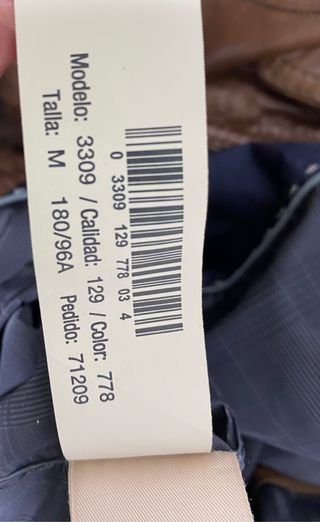 0 3309 129 778 03 4
Modelo: 3309 / Calidad: 129 / Color: 778
Talla: M 180/96A Pedido: 71209